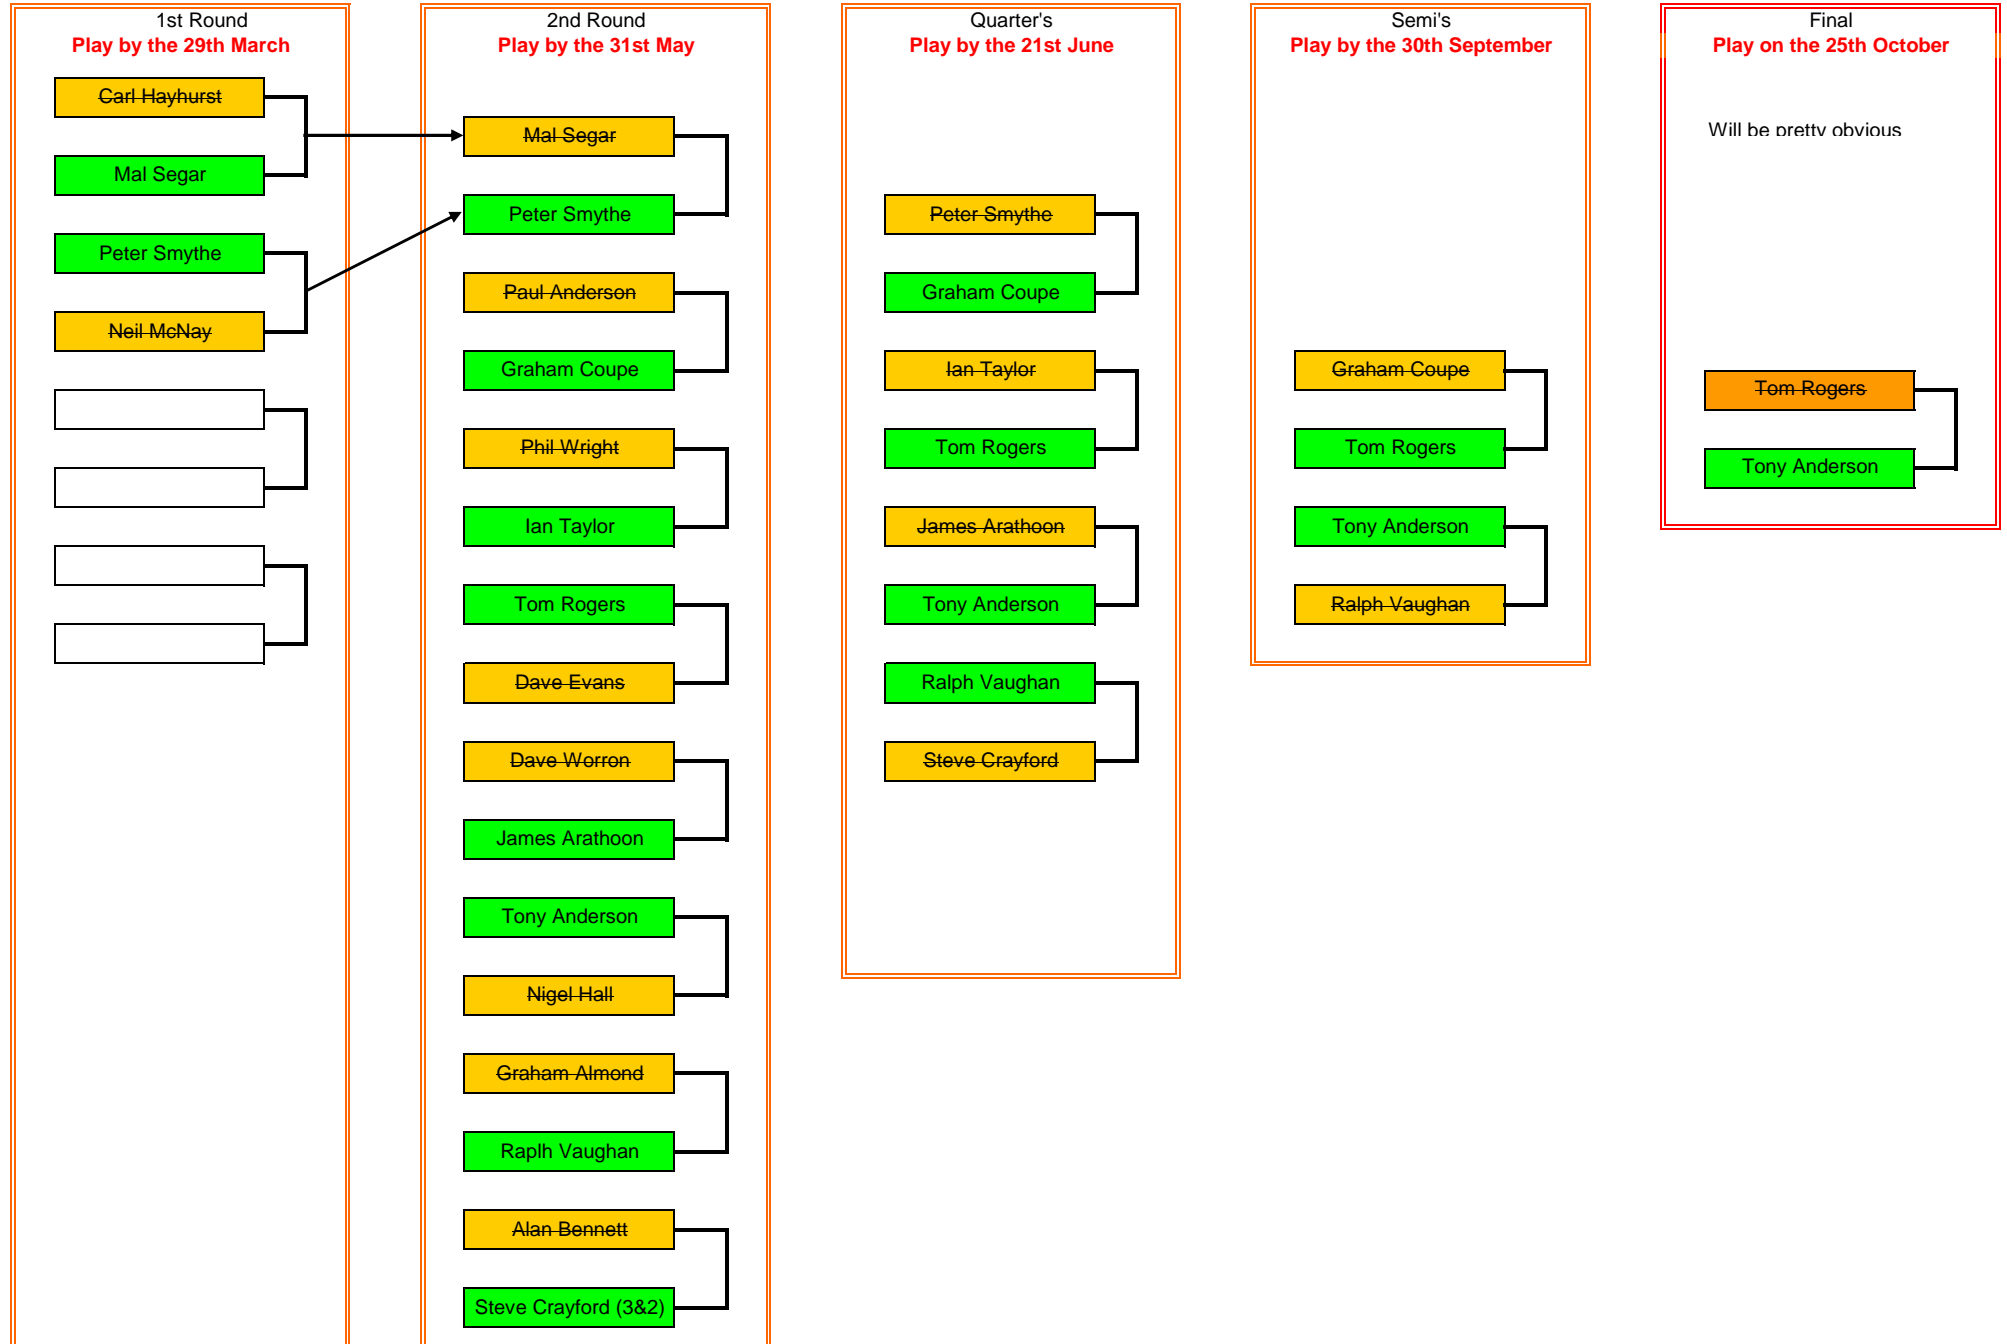 1st Round
Play by the 29th March
Carl Hayhurst
Mal Segar
Peter Smythe
Neil McNay
2nd Round
Play by the 31st May
Mal Segar
Peter Smythe
Paul Anderson
Graham Coupe
Phil Wright
Ian Taylor
Tom Rogers
Dave Evans
Dave Worron
James Arathoon
Tony Anderson
Nigel Hall
Graham Almond
Raplh Vaughan
Alan Bennett
Steve Crayford (3&2)
Quarter's
Play by the 21st June
Peter Smythe
Graham Coupe
Ian Taylor
Tom Rogers
James Arathoon
Tony Anderson
Ralph Vaughan
Steve Crayford
Semi's
Play by the 30th September
Graham Coupe
Tom Rogers
Tony Anderson
Ralph Vaughan
Final
Play on the 25th October
Will be pretty obvious
Tom Rogers
Tony Anderson